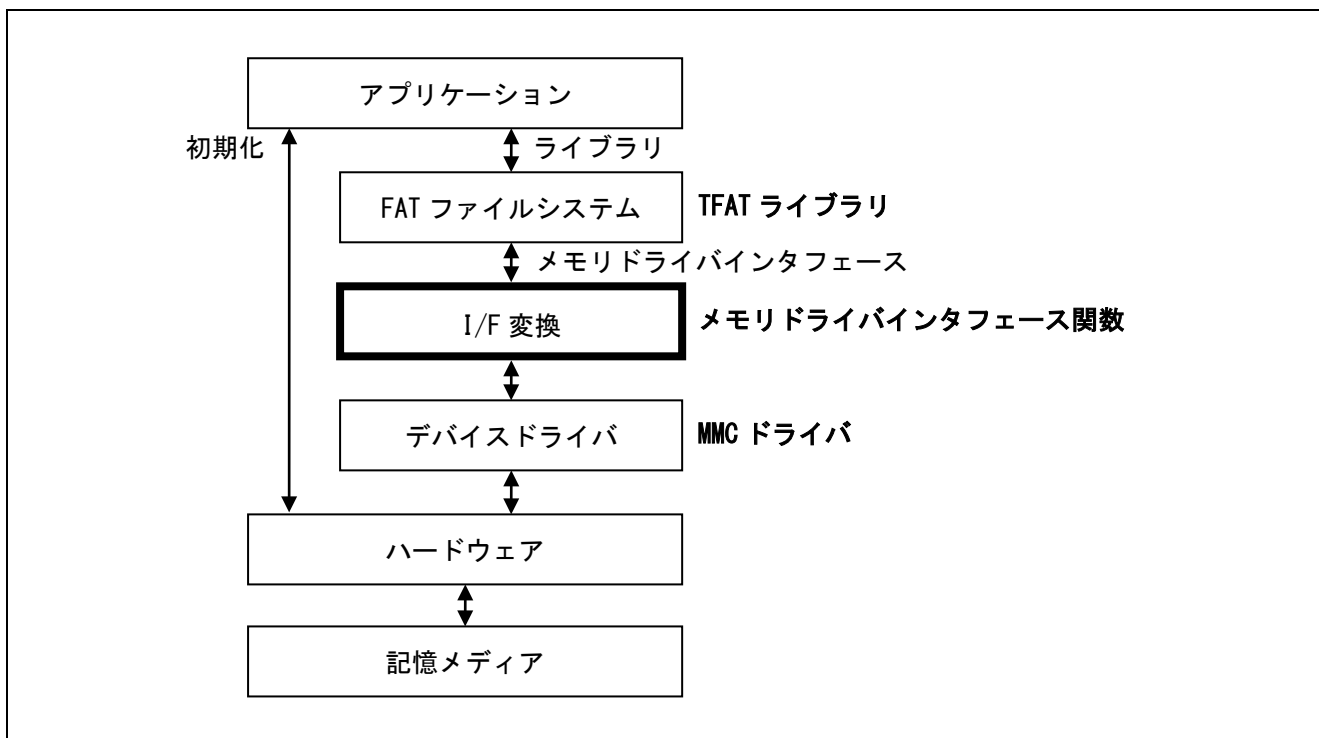 アプリケーション
初期化
ライブラリ
FAT ファイルシステム
TFAT ライブラリ
メモリドライバインタフェース
I/F 変換
メモリドライバインタフェース関数
デバイスドライバ
MMC ドライバ
ハードウェア
記憶メディア